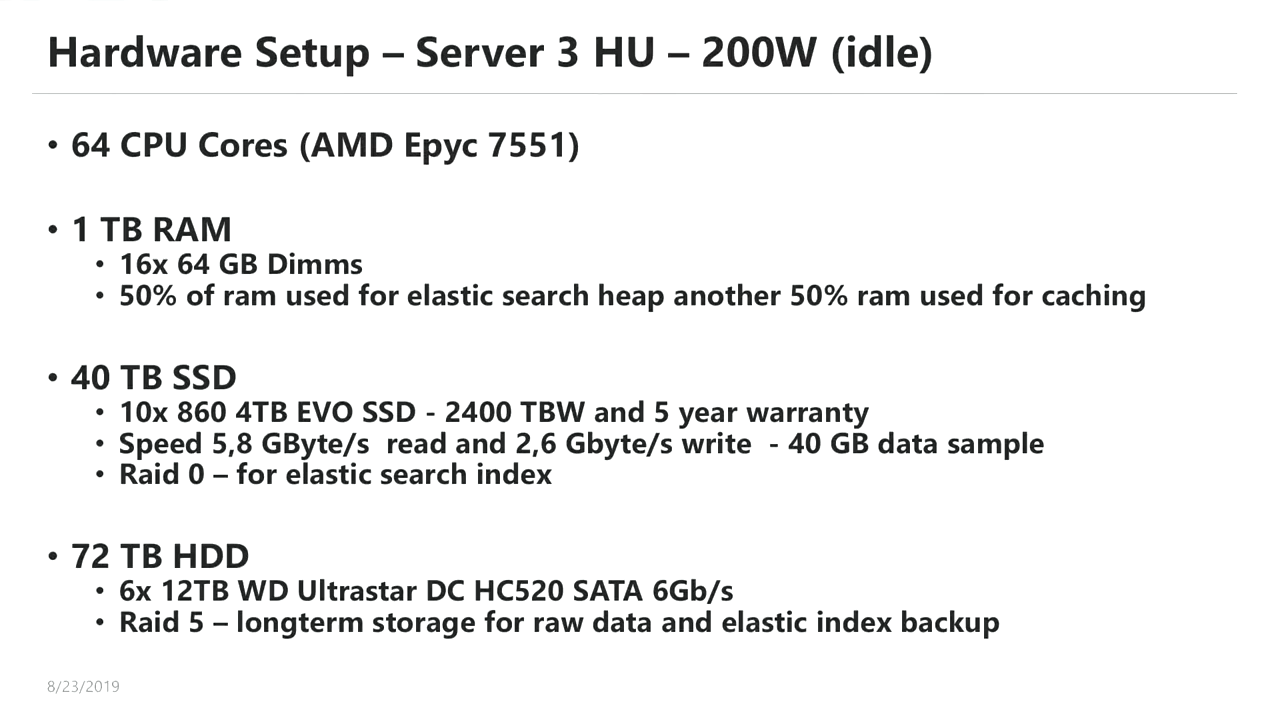 Hardware Setup – Server 3 HU – 200W (idle)
• 64 CPU Cores (AMD Epyc 7551)
• 1 TB RAM
• 16x 64 GB Dimms
• 50% of ram used for elastic search heap another 50% ram used for caching
• 40 TB SSD
• 10x 860 4TB EVO SSD - 2400 TBW and 5 year warranty
• Speed 5,8 GByte/s  read and 2,6 Gbyte/s write  - 40 GB data sample
• Raid 0 – for elastic search index
• 72 TB HDD
• 6x 12TB WD Ultrastar DC HC520 SATA 6Gb/s
• Raid 5 – longterm storage for raw data and elastic index backup
8/23/2019